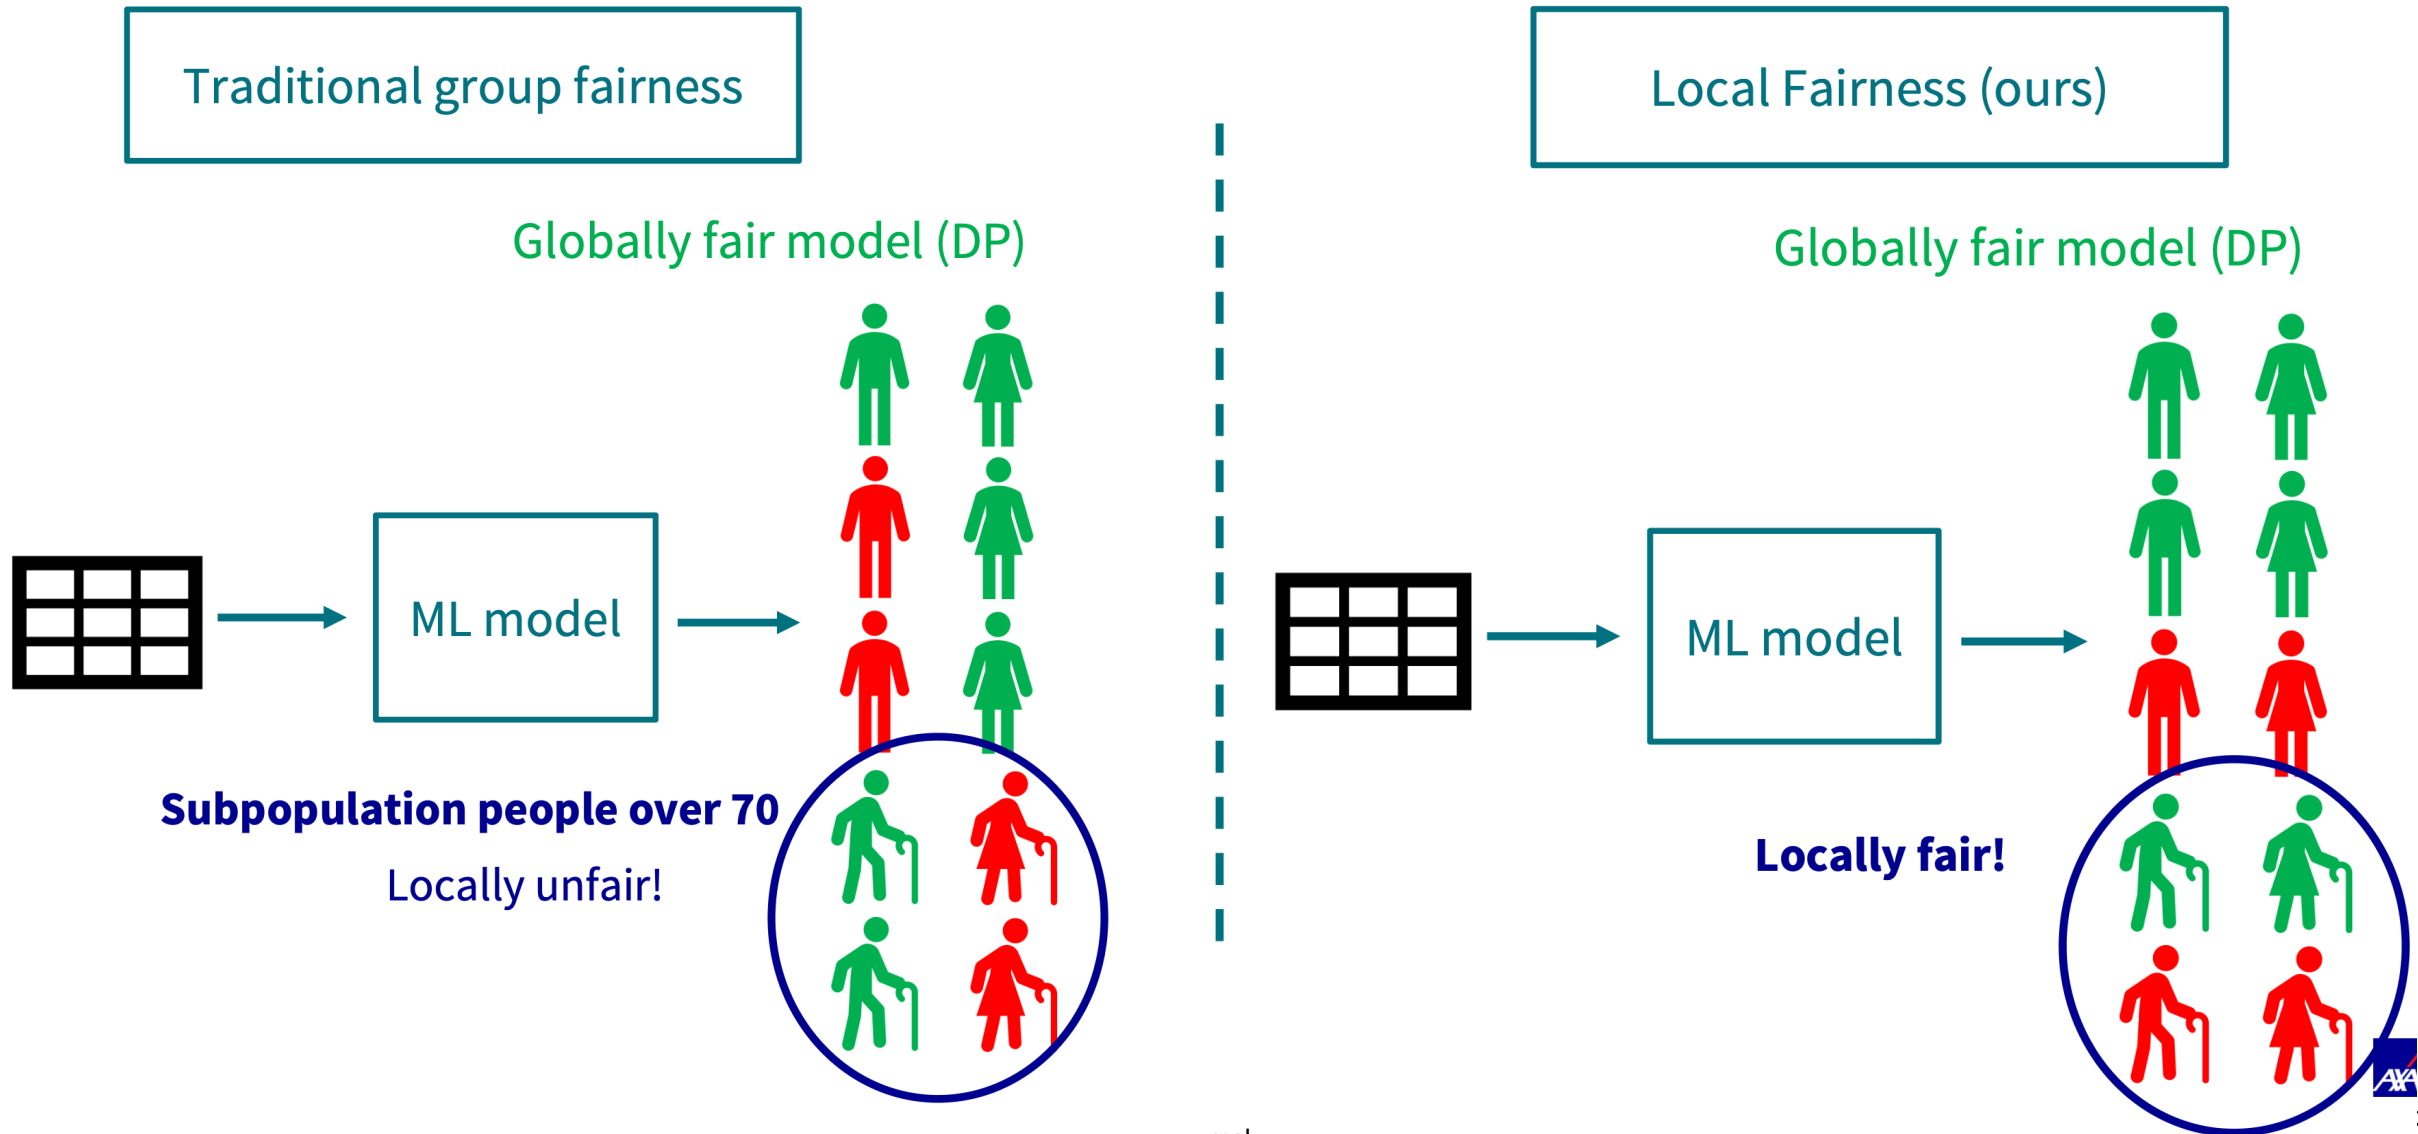 Traditional group fairness
Globally fair model (DP)
ML model
Subpopulation people over 70
Locally unfair!
Local Fairness (ours)
Globally fair model (DP)
ML model
Locally fair!
AXA